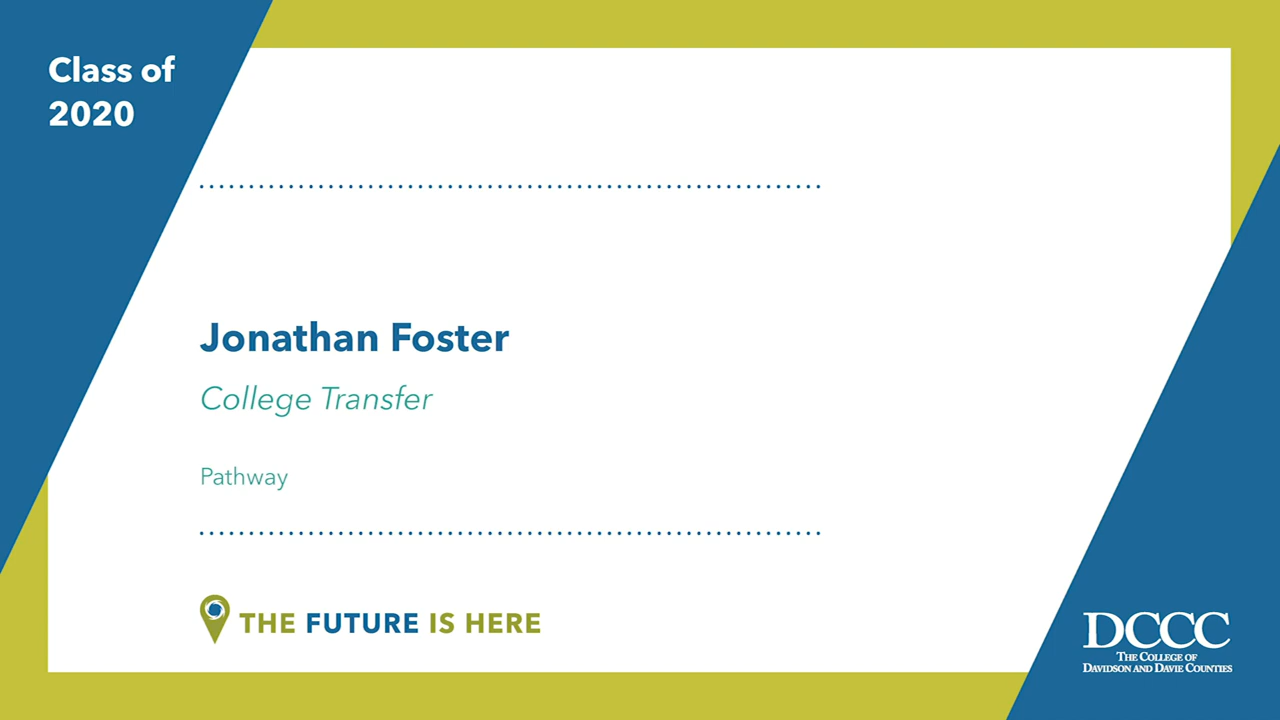 Class of
2020
Jonathan Foster
College Transfer
Pathway
THE FUTURE IS HERE
DCCC
THE COLLEGE OF
DAVIDSON AND DAVIE COUNTIES